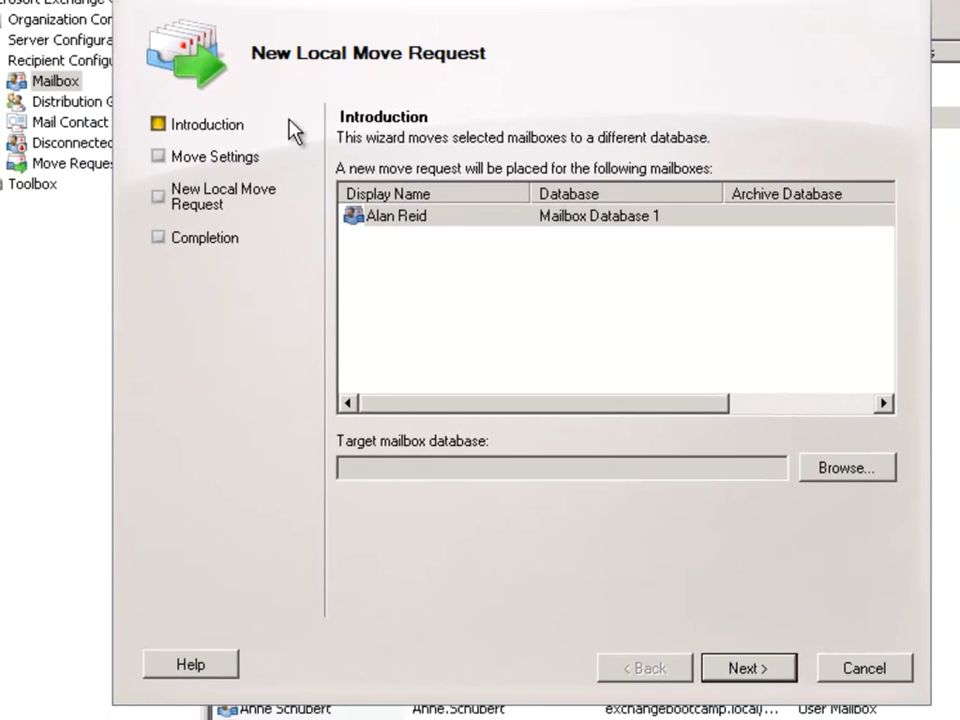 Organization Cor
Server Configura
Recipient Configu
Mailbox
Distribution G
Mail Contact
Disconnected
Move Reques
Toolbox
New Local Move Request
Introduction
Move Settings
New Local Move
Request
Completion
Introduction
This wizard moves selected mailboxes to a different database.
A new move request will be placed for the following mailboxes:
Display Name Database Archive Database
Alan Reid Mailbox Database 1
Target mailbox database:
Browse...
Help
< Back Next > Cancel
Anne Schubert Anne.Schubert exchangebootcamp.local/... User Mailbox